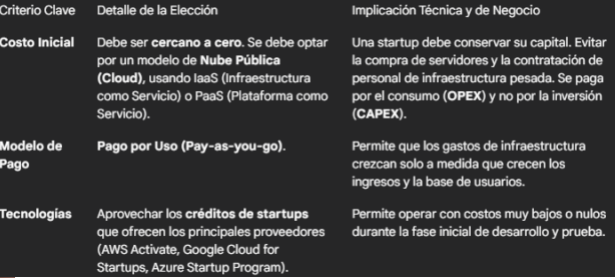 Criterio Clave Detalle de la Elección Implicación Técnica y de Negocio
Costo Inicial Debe ser cercano a cero. Se debe optar Una startup debe conservar su capital. Evitar
por un modelo de Nube Pública la compra de servidores y la contratación de
(Cloud), usando IaaS (Infraestructura personal de infraestructura pesada. Se paga
como Servicio) o PaaS (Plataforma como por el consumo (OPEX) y no por la inversión
Servicio). (CAPEX).
Modelo de Pago por Uso (Pay-as-you-go). Permite que los gastos de infraestructura
Pago crezcan solo a medida que crecen los
ingresos y la base de usuarios.
Tecnologías Aprovechar los créditos de startups Permite operar con costos muy bajos o nulos
que ofrecen los principales proveedores durante la fase inicial de desarrollo y prueba.
(AWS Activate, Google Cloud for
Startups, Azure Startup Program).